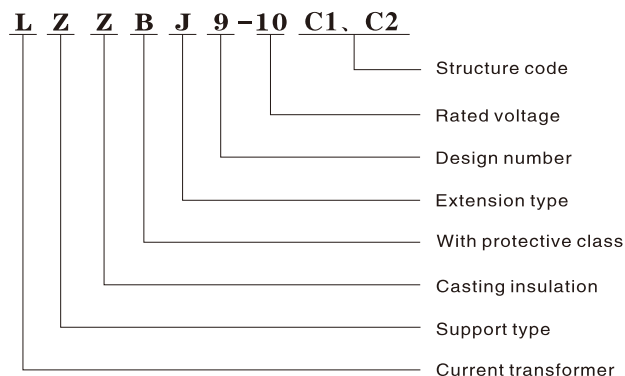 L Z Z B J 9-10 C1、C2
Structure code
Rated voltage
Design number
Extension type
With protective class
Casting insulation
Support type
Current transformer